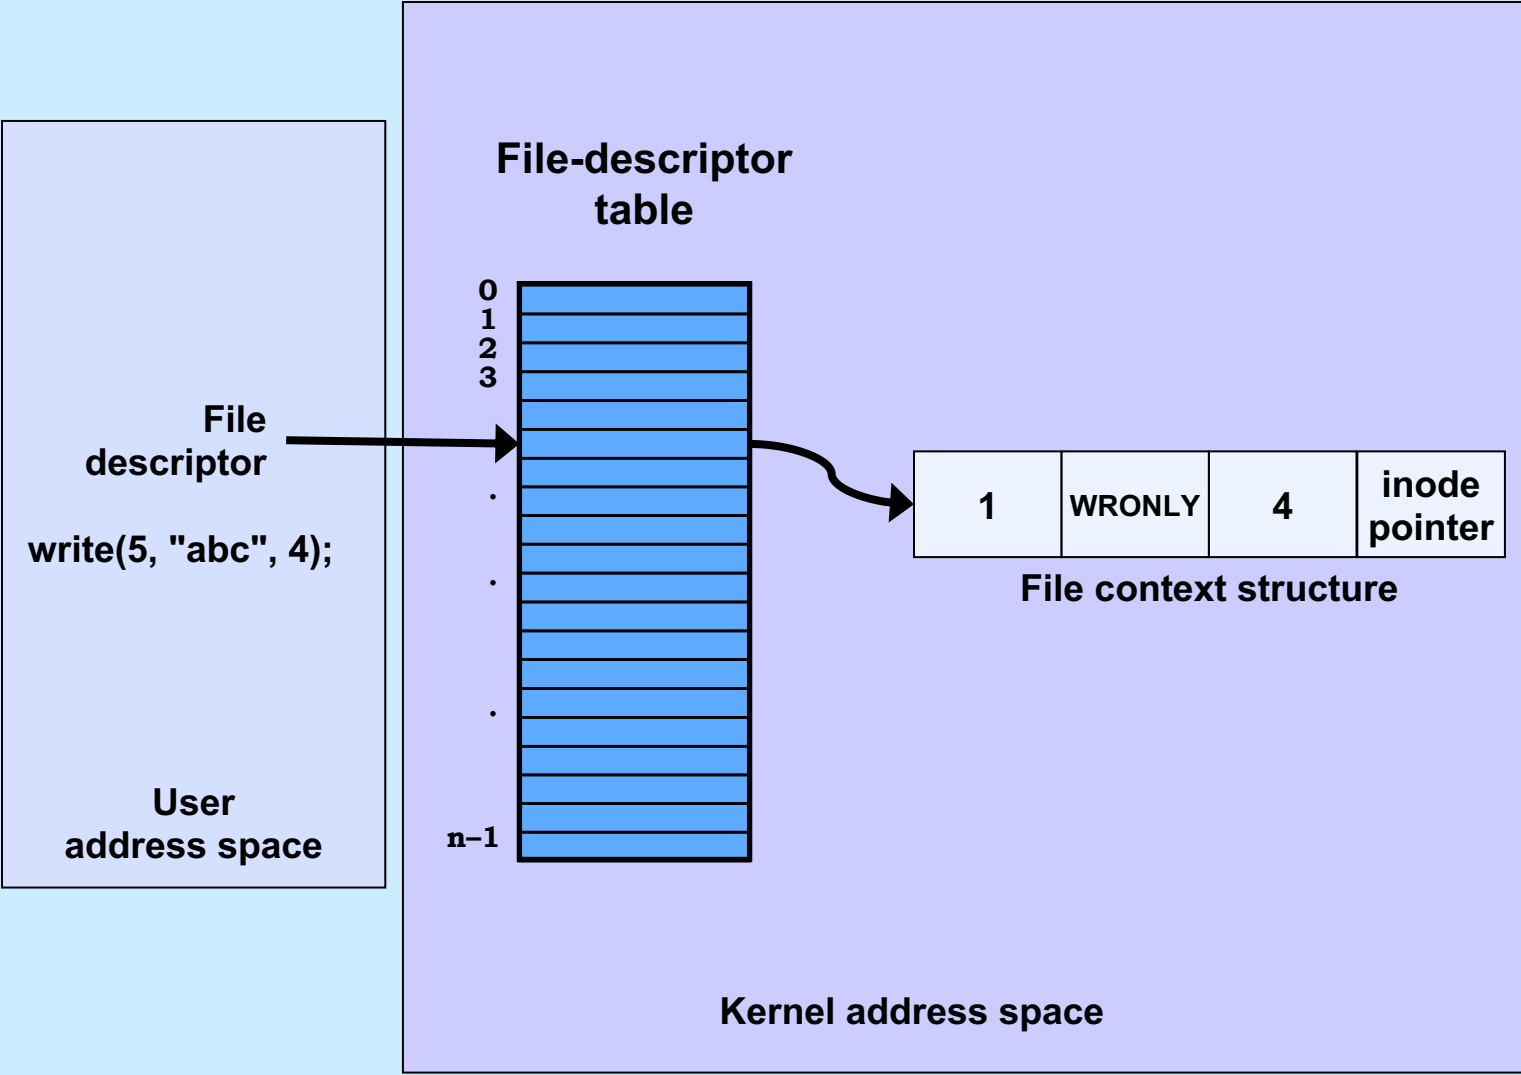 File-descriptor
table
0
1
2
3
.
.
.
n–1
File
descriptor
write(5, "abc", 4);
User
address space
1
WRONLY
4
inode
pointer
File context structure
Kernel address space